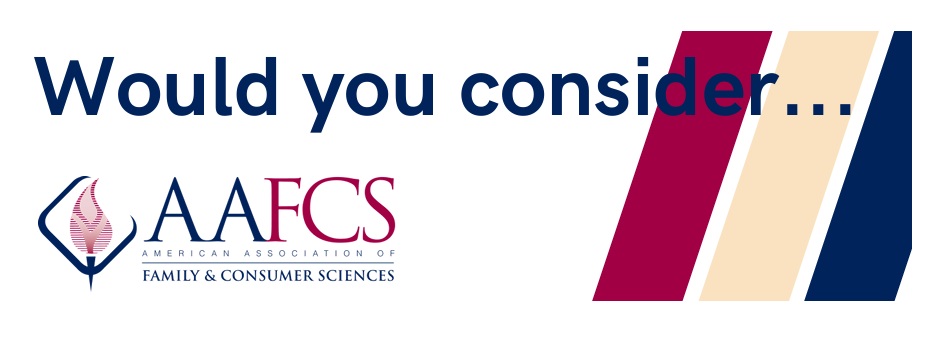 Would you consider...
AAFCS
AMERICAN ASSOCIATION OF
FAMILY & CONSUMER SCIENCES